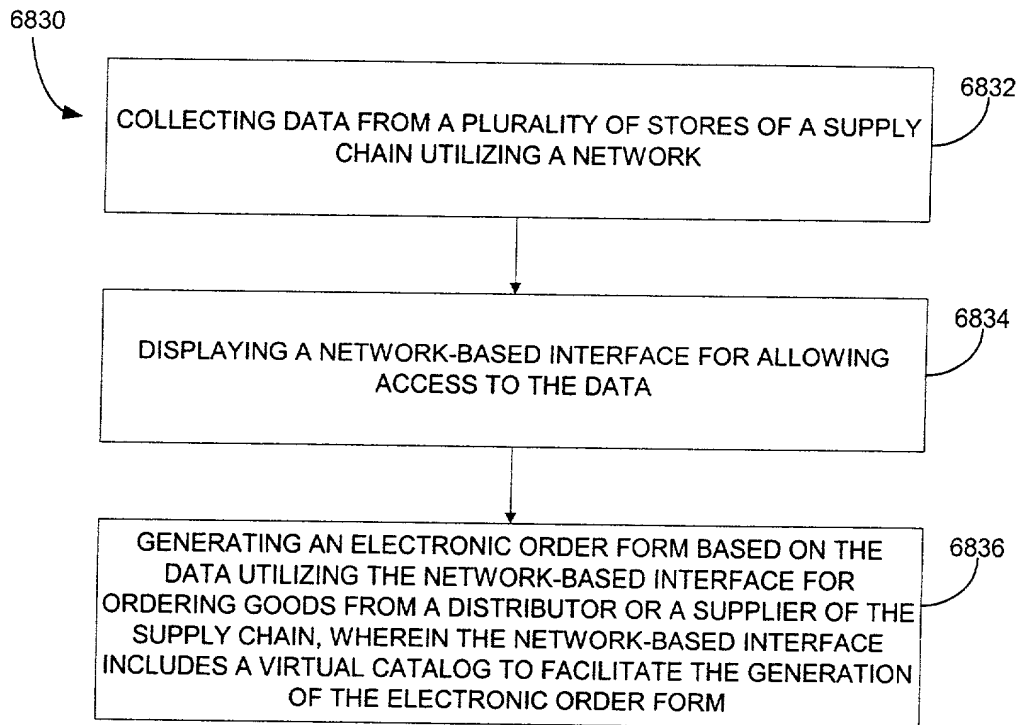 6830
6832
COLLECTING DATA FROM A PLURALITY OF STORES OF A SUPPLY
CHAIN UTILIZING A NETWORK
6834
DISPLAYING A NETWORK-BASED INTERFACE FOR ALLOWING
ACCESS TO THE DATA
6836
GENERATING AN ELECTRONIC ORDER FORM BASED ON THE
DATA UTILIZING THE NETWORK-BASED INTERFACE FOR
ORDERING GOODS FROM A DISTRIBUTOR OR A SUPPLIER OF THE
SUPPLY CHAIN, WHEREIN THE NETWORK-BASED INTERFACE
INCLUDES A VIRTUAL CATALOG TO FACILITATE THE GENERATION
OF THE ELECTRONIC ORDER FORM